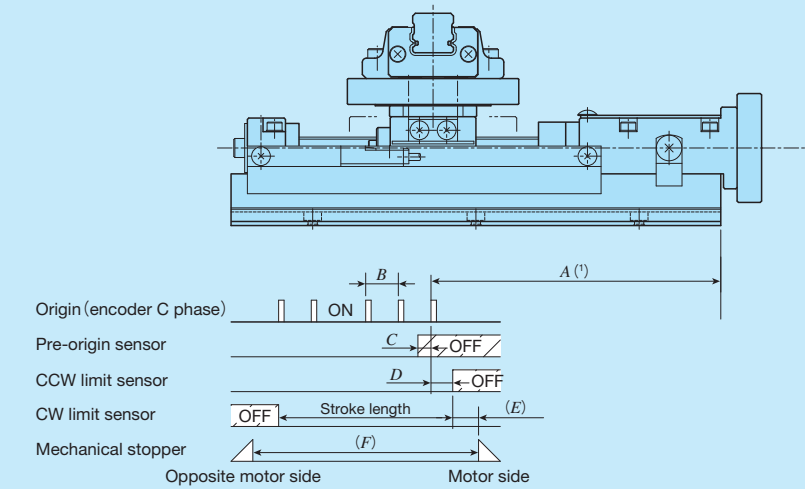 A (1)
B
Origin (encoder C phase) ON
Pre-origin sensor C OFF
CCW limit sensor D OFF
CW limit sensor OFF Stroke length (E)
Mechanical stopper (F)
Opposite motor side Motor side